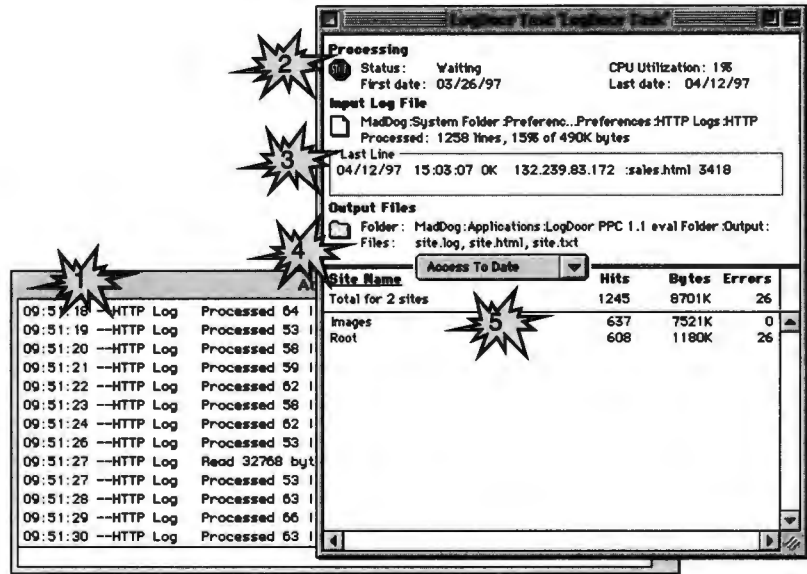 LogDoor Task "LogDoor Task"
Processing
2
Status: Waiting CPU Utilization: 1%
First date: 03/26/97 Last date: 04/12/97
Input Log File
MadDog:System Folder:Preferenc...Preferences:HTTP Logs:HTTP
Processed: 1258 lines, 15% of 490K bytes
3
Last Line
04/12/97 15:03:07 OK 132.239.83.172 :sales.html 3418
Output Files
Folder: MadDog:Applications:LogDoor PPC 1.1 eval Folder:Output:
4
Files: site.log, site.html, site.txt
Access To Date
Site Name Hits Bytes Errors
Total for 2 sites 1245 8701K 26
5
Images 637 7521K 0
Root 608 1180K 26
1
09:51:18 --HTTP Log Processed 64 l
09:51:19 --HTTP Log Processed 53 l
09:51:20 --HTTP Log Processed 58 l
09:51:21 --HTTP Log Processed 59 l
09:51:22 --HTTP Log Processed 62 l
09:51:23 --HTTP Log Processed 58 l
09:51:24 --HTTP Log Processed 62 l
09:51:26 --HTTP Log Processed 53 l
09:51:27 --HTTP Log Read 32768 byt
09:51:27 --HTTP Log Processed 53 l
09:51:28 --HTTP Log Processed 63 l
09:51:29 --HTTP Log Processed 66 l
09:51:30 --HTTP Log Processed 63 l